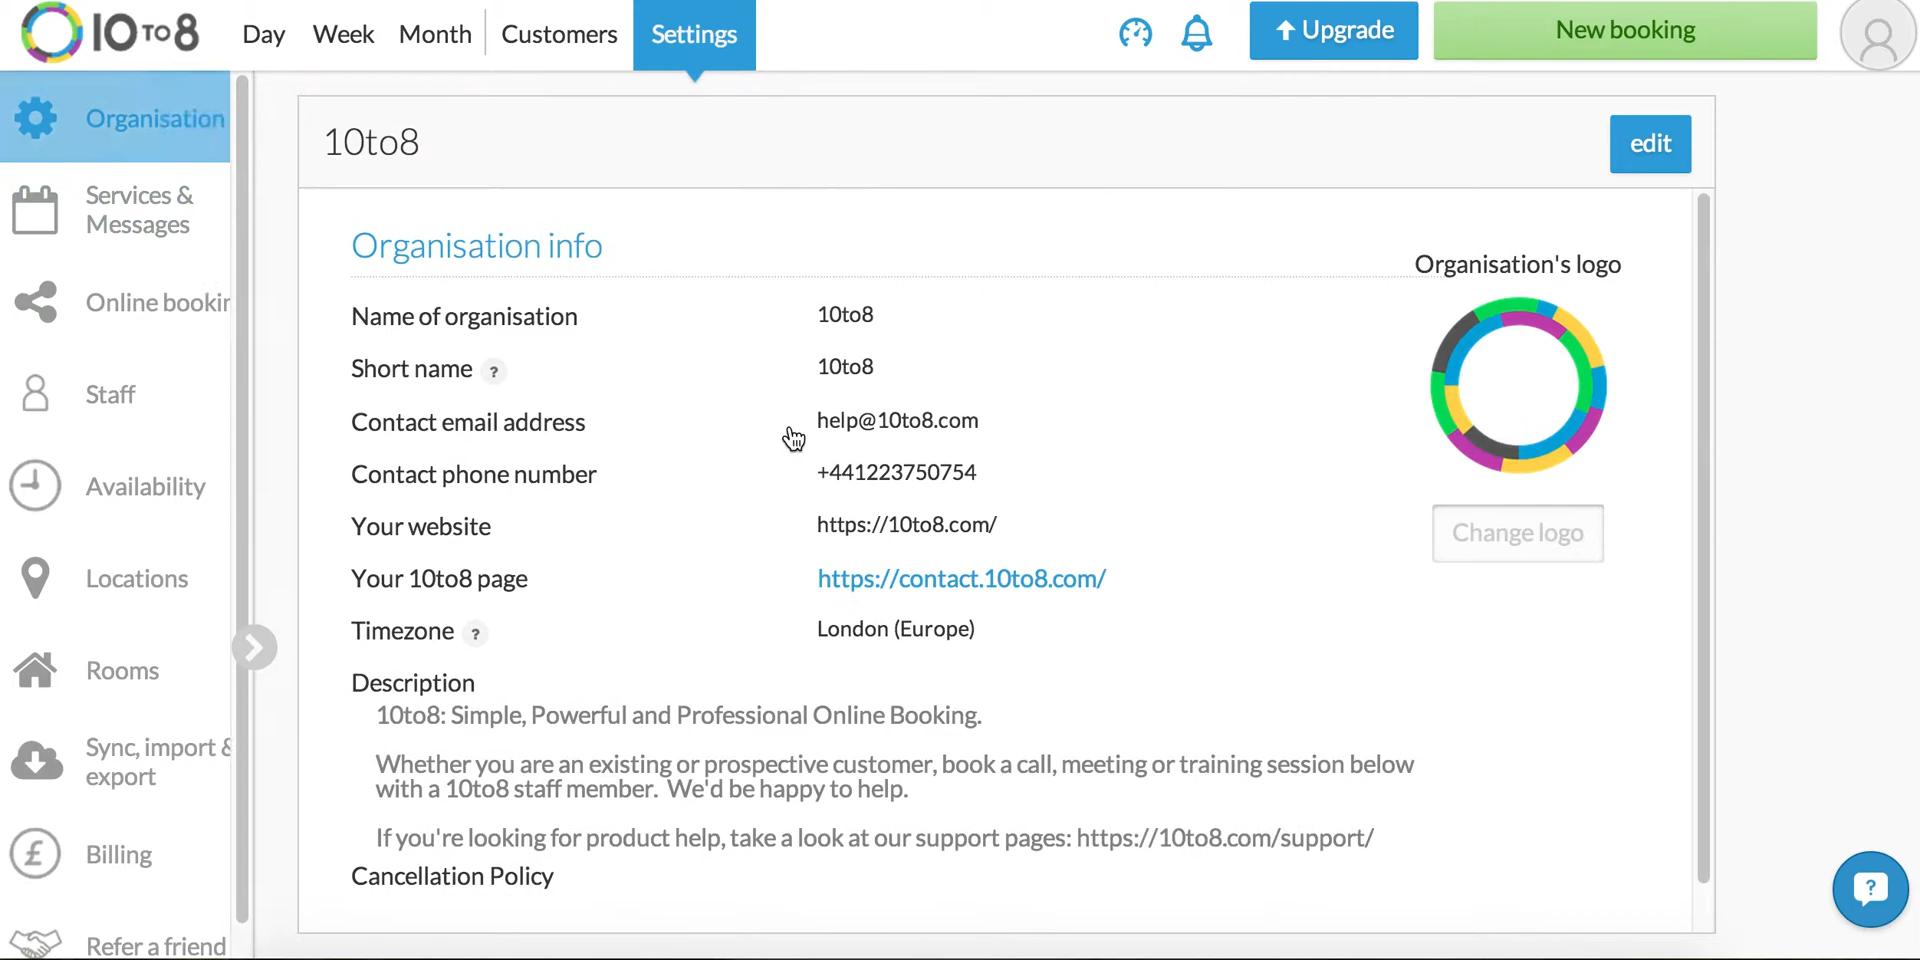 10 TO 8
Day
Week
Month
Customers
Settings
Upgrade
New booking
Organisation
Services &
Messages
Online bookin
Staff
Availability
Locations
Rooms
Sync, import &
export
£
Billing
Refer a friend
10to8
edit
Organisation info
Organisation's logo
Name of organisation
10to8
Short name ?
10to8
Contact email address
help@10to8.com
Contact phone number
+441223750754
Your website
https://10to8.com/
Change logo
Your 10to8 page
https://contact.10to8.com/
Timezone ?
London (Europe)
Description
10to8: Simple, Powerful and Professional Online Booking.
Whether you are an existing or prospective customer, book a call, meeting or training session below
with a 10to8 staff member. We'd be happy to help.
If you're looking for product help, take a look at our support pages: https://10to8.com/support/
Cancellation Policy
?